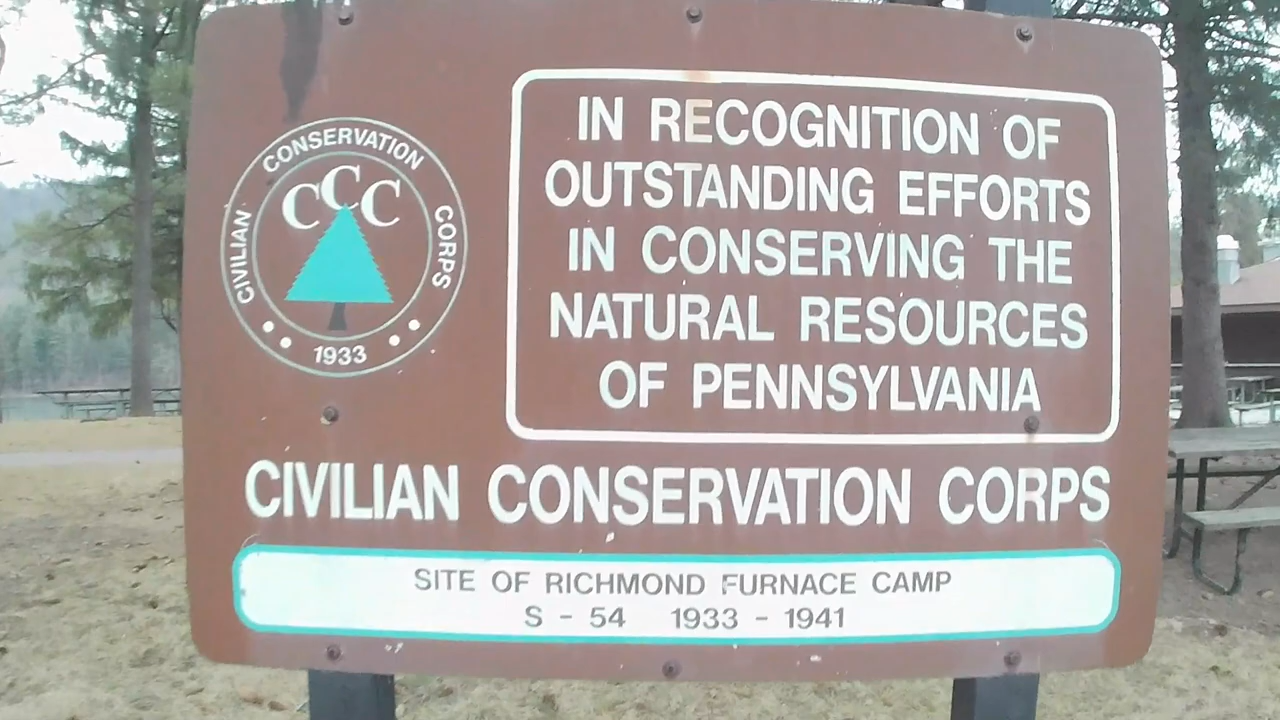 CIVILIAN CONSERVATION CORPS
CCC
1933
IN RECOGNITION OF
OUTSTANDING EFFORTS
IN CONSERVING THE
NATURAL RESOURCES
OF PENNSYLVANIA
CIVILIAN CONSERVATION CORPS
SITE OF RICHMOND FURNACE CAMP
S - 54 1933 - 1941